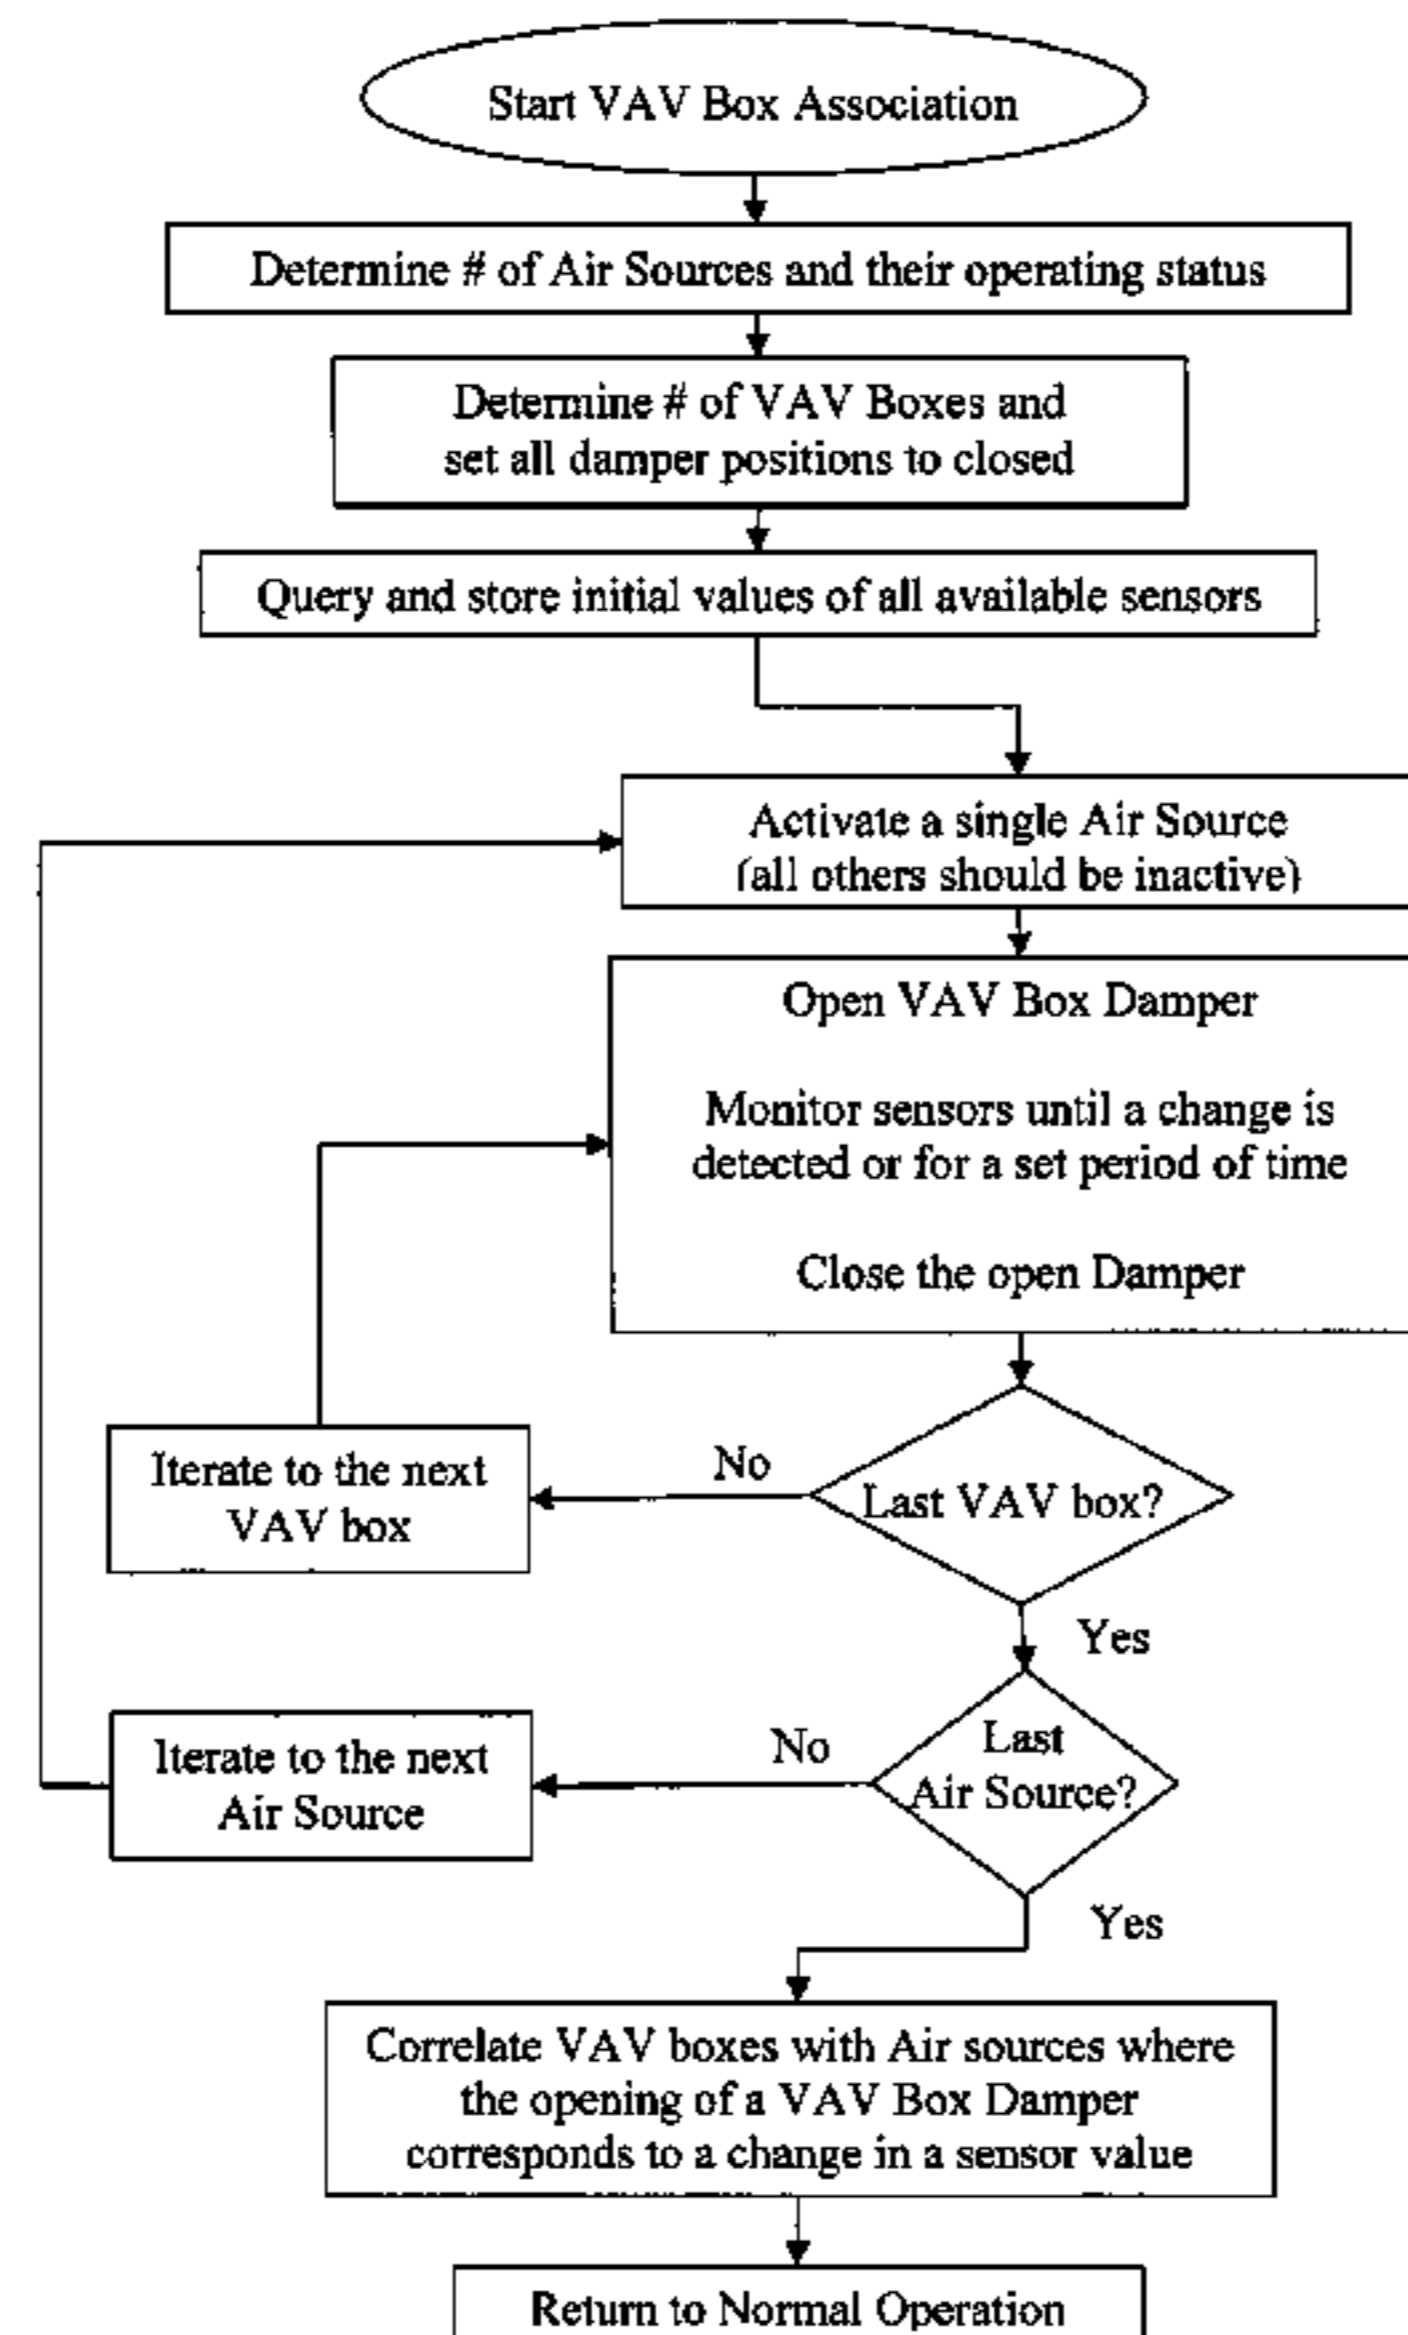 Start VAV Box Association
Determine # of Air Sources and their operating status
Determine # of VAV Boxes and
set all damper positions to closed
Query and store initial values of all available sensors
Activate a single Air Source
(all others should be inactive)
Open VAV Box Damper
Monitor sensors until a change is
detected or for a set period of time
Close the open Damper
Last VAV box?
No
Iterate to the next
VAV box
Yes
Last
Air Source?
No
Iterate to the next
Air Source
Yes
Correlate VAV boxes with Air sources where
the opening of a VAV Box Damper
corresponds to a change in a sensor value
Return to Normal Operation